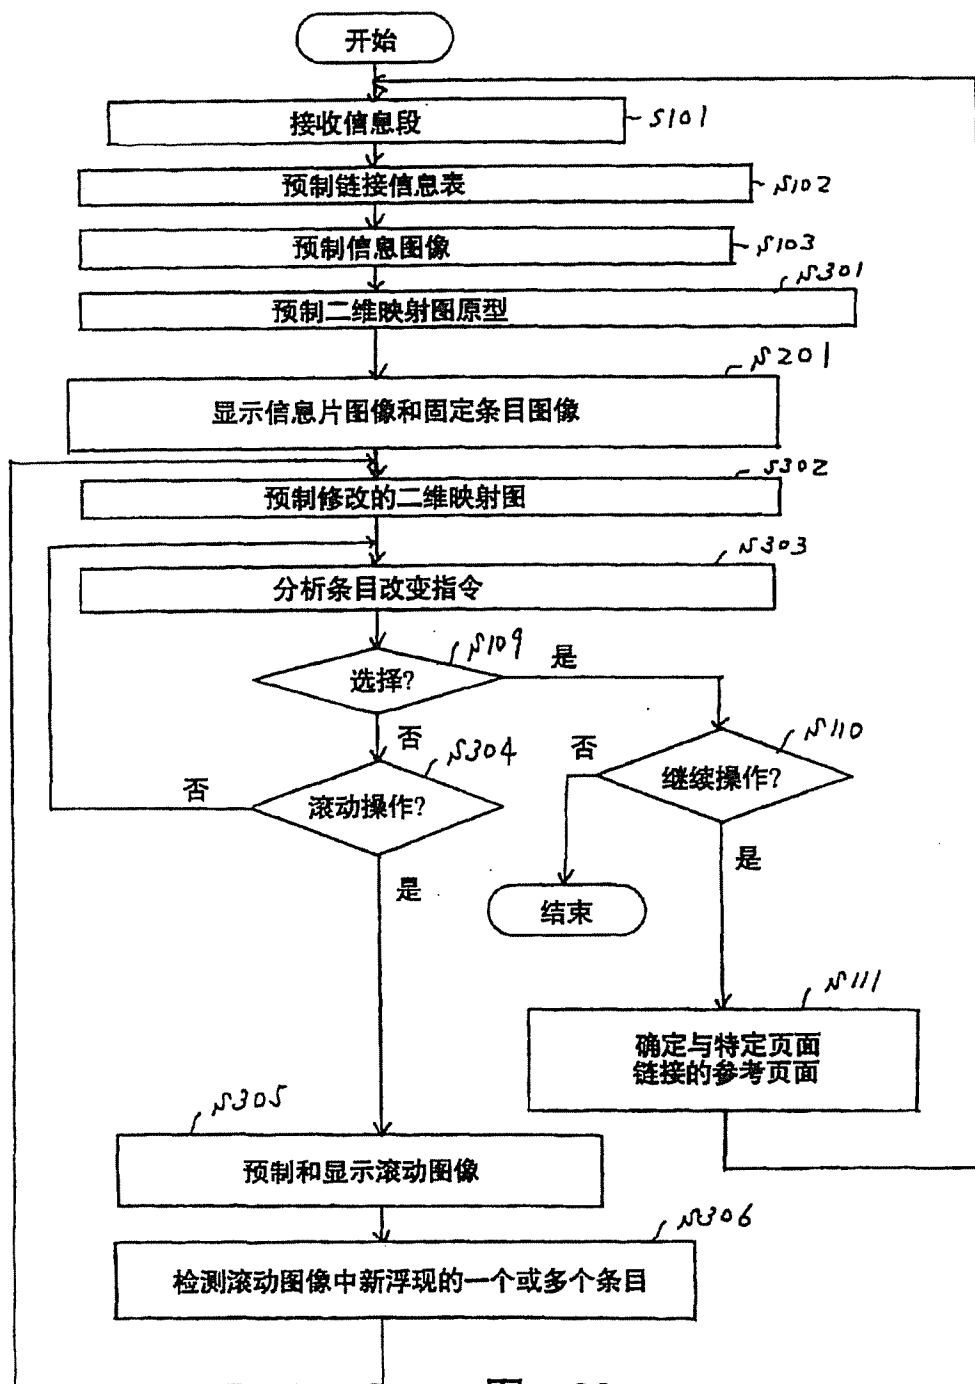 开始
接收信息段
S101
预制链接信息表
S102
预制信息图像
S103
S301
预制二维映射图原型
S201
显示信息片图像和固定条目图像
S302
预制修改的二维映射图
S303
分析条目改变指令
S109
是
选择?
否
S304
S110
否
继续操作?
否
滚动操作?
是
是
结束
S111
确定与特定页面
链接的参考页面
S305
预制和显示滚动图像
S306
检测滚动图像中新浮现的一个或多个条目